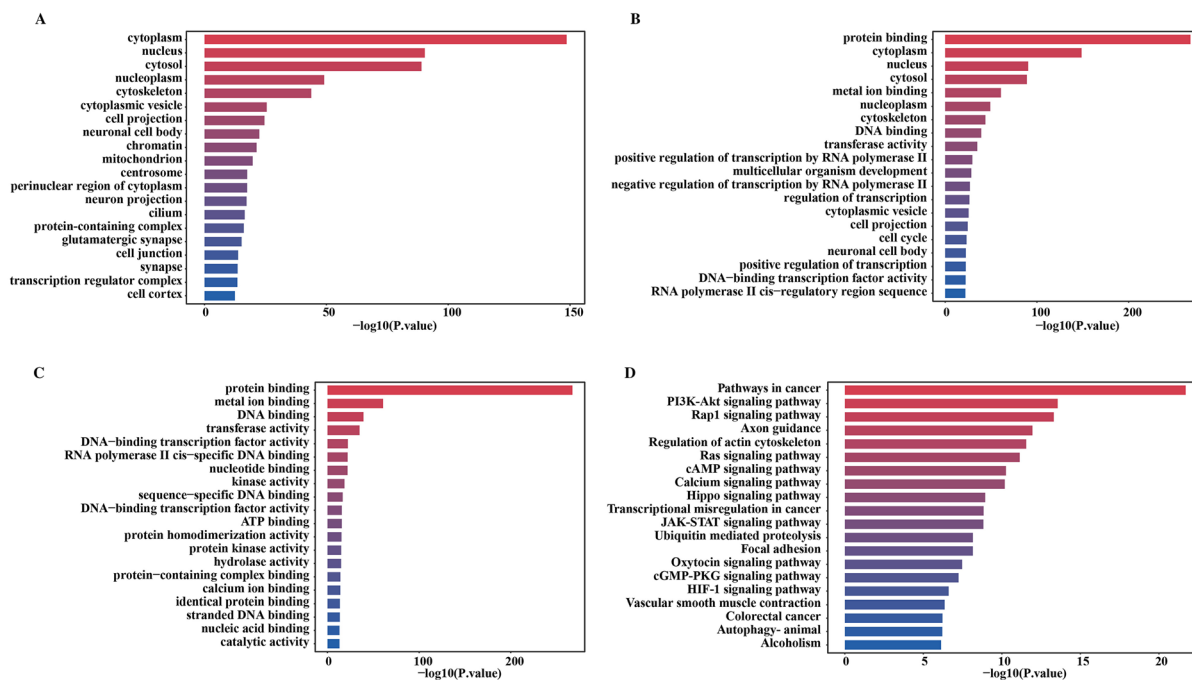 A
cytoplasm
nucleus
cytosol
nucleoplasm
cytoskeleton
cytoplasmic vesicle
cell projection
neuronal cell body
chromatin
mitochondrion
centrosome
perinuclear region of cytoplasm
neuron projection
cilium
protein−containing complex
glutamatergic synapse
cell junction
synapse
transcription regulator complex
cell cortex
0 50 100 150
−log10(P.value)
B
protein binding
cytoplasm
nucleus
cytosol
metal ion binding
nucleoplasm
cytoskeleton
DNA binding
transferase activity
positive regulation of transcription by RNA polymerase II
multicellular organism development
negative regulation of transcription by RNA polymerase II
regulation of transcription
cytoplasmic vesicle
cell projection
cell cycle
neuronal cell body
positive regulation of transcription
DNA−binding transcription factor activity
RNA polymerase II cis−regulatory region sequence
0 100 200
−log10(P.value)
C
protein binding
metal ion binding
DNA binding
transferase activity
DNA−binding transcription factor activity
RNA polymerase II cis−specific DNA binding
nucleotide binding
kinase activity
sequence−specific DNA binding
DNA−binding transcription factor activity
ATP binding
protein homodimerization activity
protein kinase activity
hydrolase activity
protein−containing complex binding
calcium ion binding
identical protein binding
stranded DNA binding
nucleic acid binding
catalytic activity
0 100 200
−log10(P.value)
D
Pathways in cancer
PI3K−Akt signaling pathway
Rap1 signaling pathway
Axon guidance
Regulation of actin cytoskeleton
Ras signaling pathway
cAMP signaling pathway
Calcium signaling pathway
Hippo signaling pathway
Transcriptional misregulation in cancer
JAK−STAT signaling pathway
Ubiquitin mediated proteolysis
Focal adhesion
Oxytocin signaling pathway
cGMP−PKG signaling pathway
HIF−1 signaling pathway
Vascular smooth muscle contraction
Colorectal cancer
Autophagy- animal
Alcoholism
0 5 10 15 20
−log10(P.value)